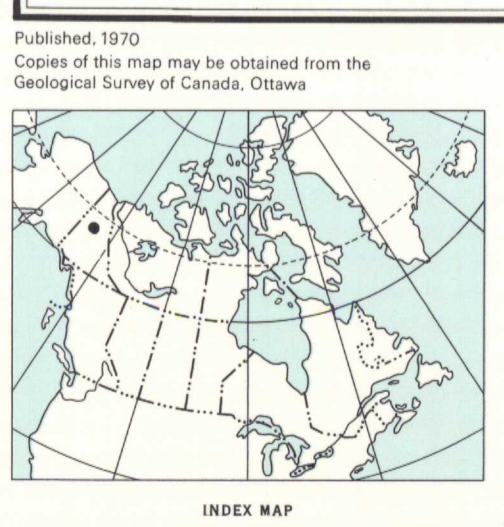 Published, 1970
Copies of this map may be obtained from the
Geological Survey of Canada, Ottawa
INDEX MAP